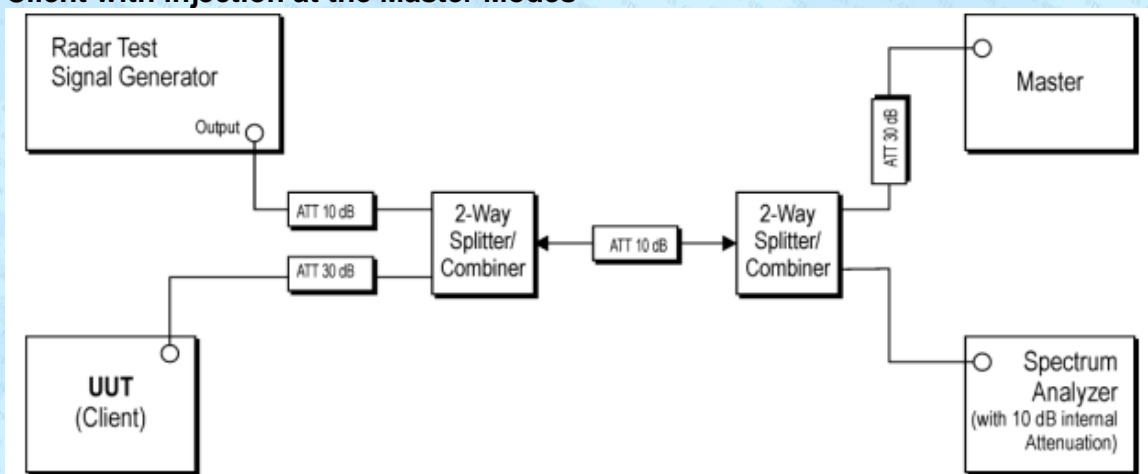 Client with Injection at the Master Modes
Radar Test
Signal Generator
Output
ATT 10 dB
ATT 30 dB
UUT
(Client)
2-Way
Splitter/
Combiner
ATT 10 dB
2-Way
Splitter/
Combiner
ATT 30 dB
Master
Spectrum
Analyzer
(with 10 dB internal
Attenuation)